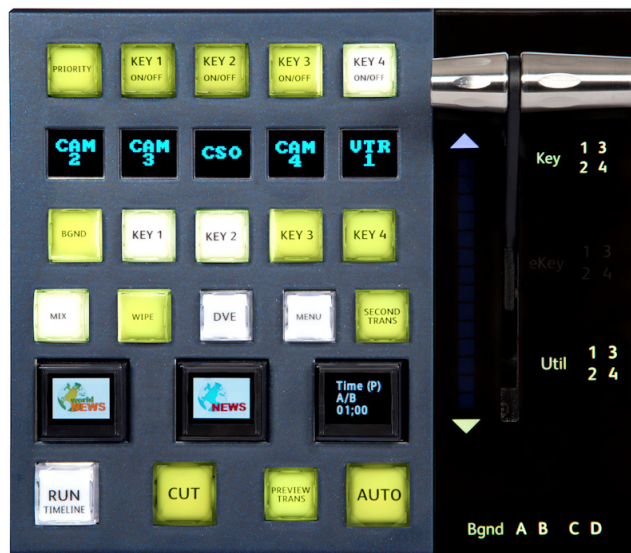 PRIORITY
KEY 1
ON/OFF
KEY 2
ON/OFF
KEY 3
ON/OFF
KEY 4
ON/OFF
CAM
2
CAM
3
CSO
CAM
4
VTR
1
Key 1 3
2 4
BGND
KEY 1
KEY 2
KEY 3
KEY 4
eKey 1 3
2 4
MIX
WIPE
DVE
MENU
SECOND
TRANS
world
NEWS
NEWS
Time (P)
A/B
01;00
Util 1 3
2 4
RUN
TIMELINE
CUT
PREVIEW
TRANS
AUTO
Bgnd A B C D